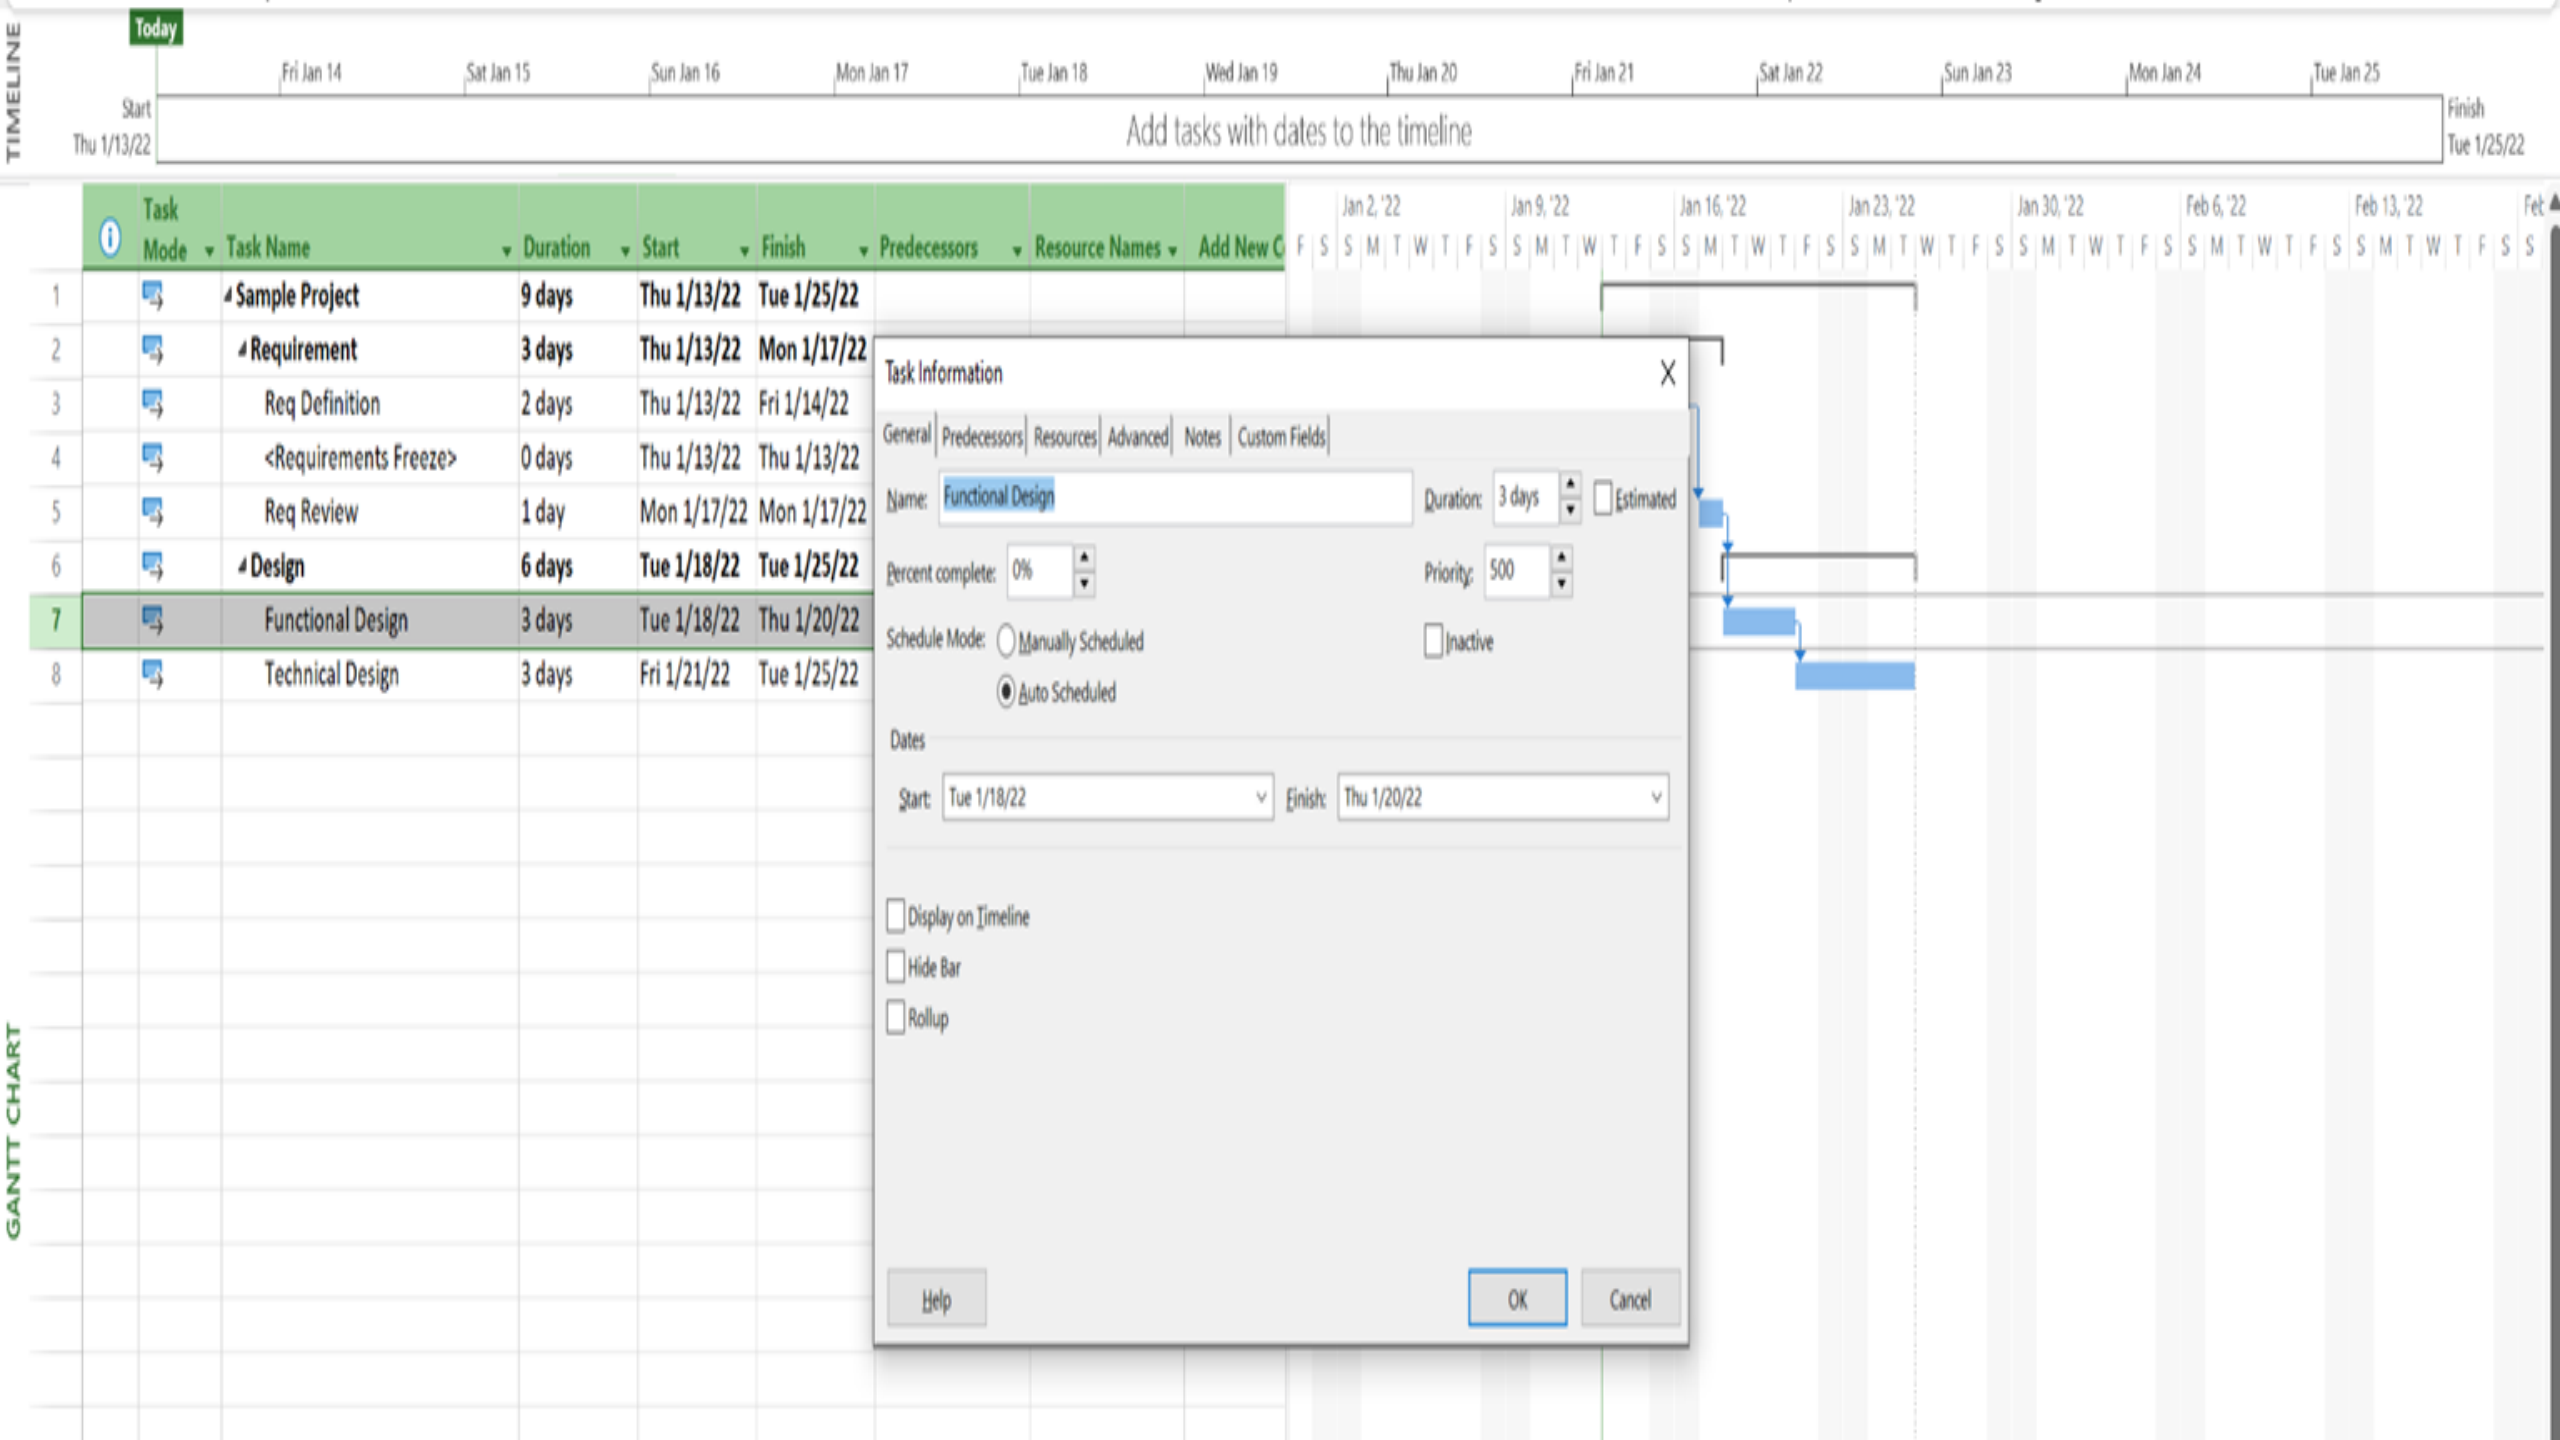 Today
TIMELINE
Fri Jan 14 Sat Jan 15 Sun Jan 16 Mon Jan 17 Tue Jan 18 Wed Jan 19 Thu Jan 20 Fri Jan 21 Sat Jan 22 Sun Jan 23 Mon Jan 24 Tue Jan 25
Start
Thu 1/13/22
Add tasks with dates to the timeline
Finish
Tue 1/25/22
Task Mode Task Name Duration Start Finish Predecessors Resource Names Add New C
Jan 2, '22 Jan 9, '22 Jan 16, '22 Jan 23, '22 Jan 30, '22 Feb 6, '22 Feb 13, '22 Feb
F S S M T W T F S S M T W T F S S M T W T F S S M T W T F S S M T W T F S S M T W T F S S M T W T F S S
1 Sample Project 9 days Thu 1/13/22 Tue 1/25/22
2 Requirement 3 days Thu 1/13/22 Mon 1/17/22
3 Req Definition 2 days Thu 1/13/22 Fri 1/14/22
4 <Requirements Freeze> 0 days Thu 1/13/22 Thu 1/13/22
5 Req Review 1 day Mon 1/17/22 Mon 1/17/22
6 Design 6 days Tue 1/18/22 Tue 1/25/22
7 Functional Design 3 days Tue 1/18/22 Thu 1/20/22
8 Technical Design 3 days Fri 1/21/22 Tue 1/25/22
GANTT CHART
Task Information X
General Predecessors Resources Advanced Notes Custom Fields
Name: Functional Design Duration: 3 days Estimated
Percent complete: 0% Priority: 500
Schedule Mode: Manually Scheduled Inactive
Auto Scheduled
Dates
Start: Tue 1/18/22 Finish: Thu 1/20/22
Display on Timeline
Hide Bar
Rollup
Help OK Cancel